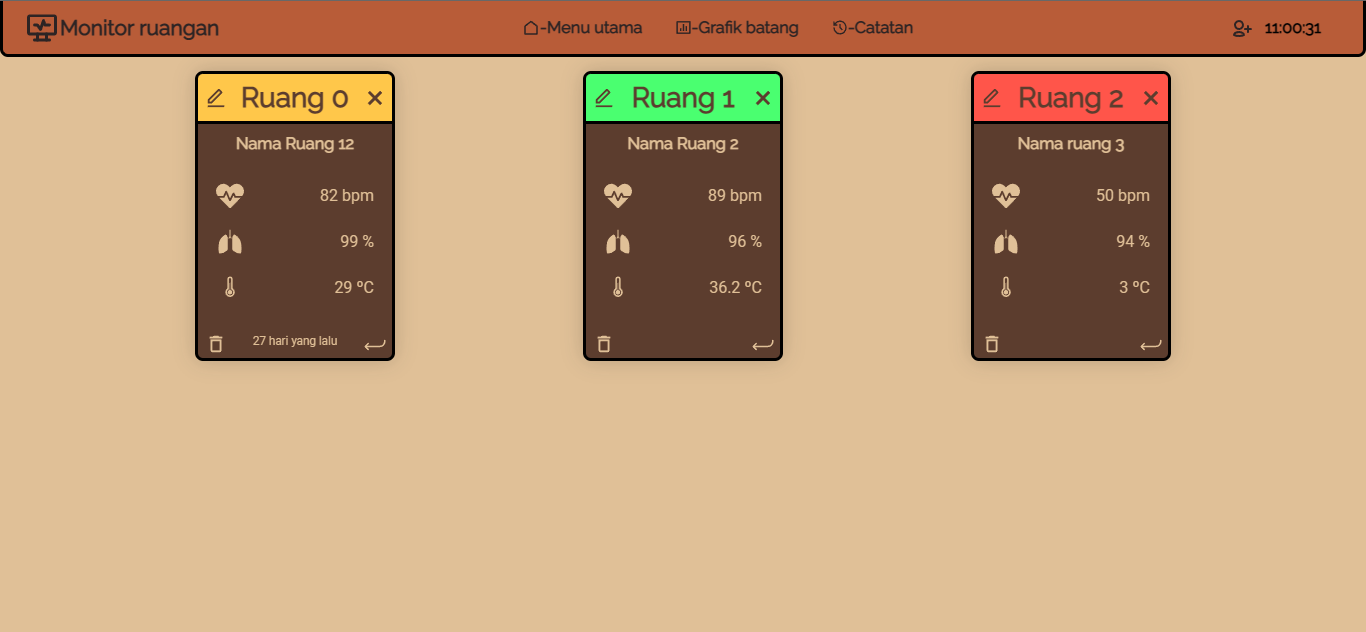 Monitor ruangan
-Menu utama
-Grafik batang
-Catatan
11:00:31
Ruang 0
Nama Ruang 12
82 bpm
99 %
29 ºC
27 hari yang lalu
Ruang 1
Nama Ruang 2
89 bpm
96 %
36.2 ºC
Ruang 2
Nama ruang 3
50 bpm
94 %
3 ºC